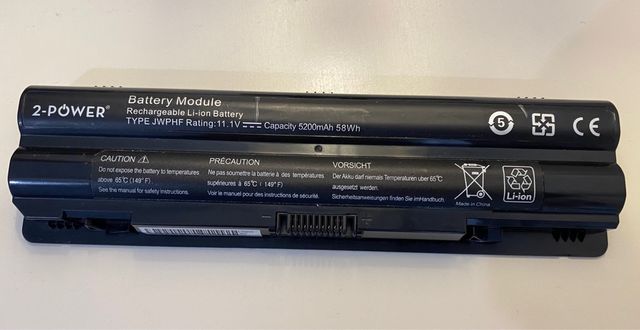 2-POWER®
Battery Module
Rechargeable Li-ion Battery
TYPE JWPHF Rating:11.1V⎓Capacity 5200mAh 58Wh
5
CE
CAUTION
Do not expose the battery to temperatures
above 65°C (149°F)
See the manual for safety instructions.
PRÉCAUTION
Ne pas soumettre la battery à des températures
supérieures à 65°C (149°F)
Voir le manuel pour des instructions de sécurité.
VORSICHT
Der Akku darf niemals Temperaturen über 65°C
ausgesetzt werden.
Sicherheitsanweisungen finden Sie imHandbuch
Made in China
Li-ion